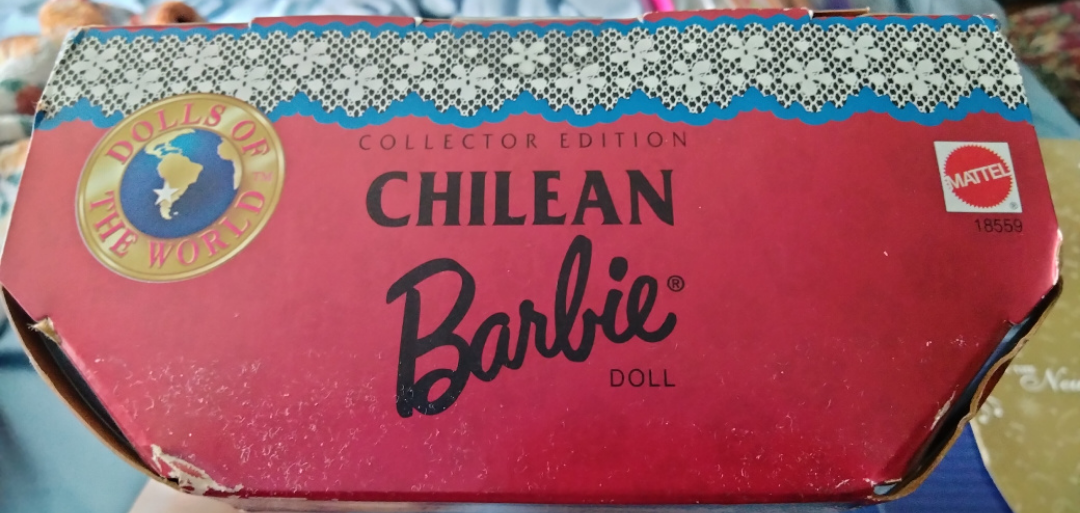 DOLLS OF
THE WORLD
COLLECTOR EDITION
CHILEAN
Barbie®
DOLL
MATTEL
®
18559